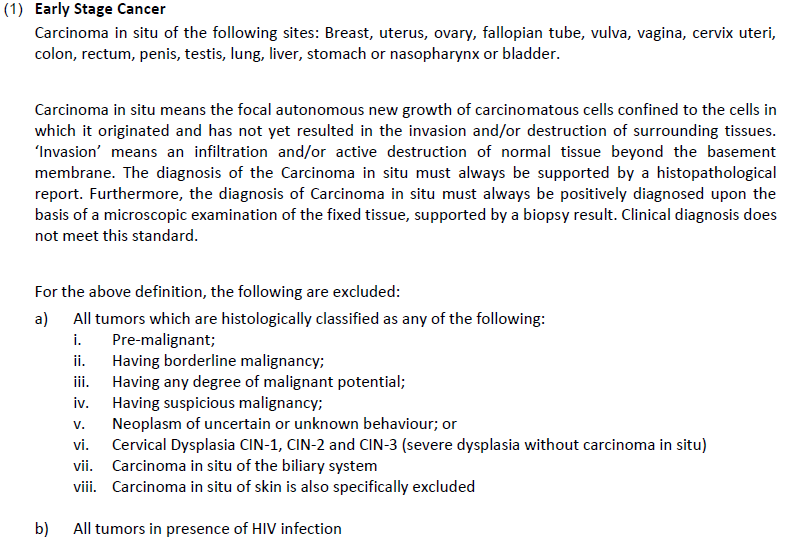 (1) Early Stage Cancer
Carcinoma in situ of the following sites: Breast, uterus, ovary, fallopian tube, vulva, vagina, cervix uteri,
colon, rectum, penis, testis, lung, liver, stomach or nasopharynx or bladder.
Carcinoma in situ means the focal autonomous new growth of carcinomatous cells confined to the cells in
which it originated and has not yet resulted in the invasion and/or destruction of surrounding tissues.
‘Invasion’ means an infiltration and/or active destruction of normal tissue beyond the basement
membrane. The diagnosis of the Carcinoma in situ must always be supported by a histopathological
report. Furthermore, the diagnosis of Carcinoma in situ must always be positively diagnosed upon the
basis of a microscopic examination of the fixed tissue, supported by a biopsy result. Clinical diagnosis does
not meet this standard.
For the above definition, the following are excluded:
a) All tumors which are histologically classified as any of the following:
i. Pre-malignant;
ii. Having borderline malignancy;
iii. Having any degree of malignant potential;
iv. Having suspicious malignancy;
v. Neoplasm of uncertain or unknown behaviour; or
vi. Cervical Dysplasia CIN-1, CIN-2 and CIN-3 (severe dysplasia without carcinoma in situ)
vii. Carcinoma in situ of the biliary system
viii. Carcinoma in situ of skin is also specifically excluded
b) All tumors in presence of HIV infection